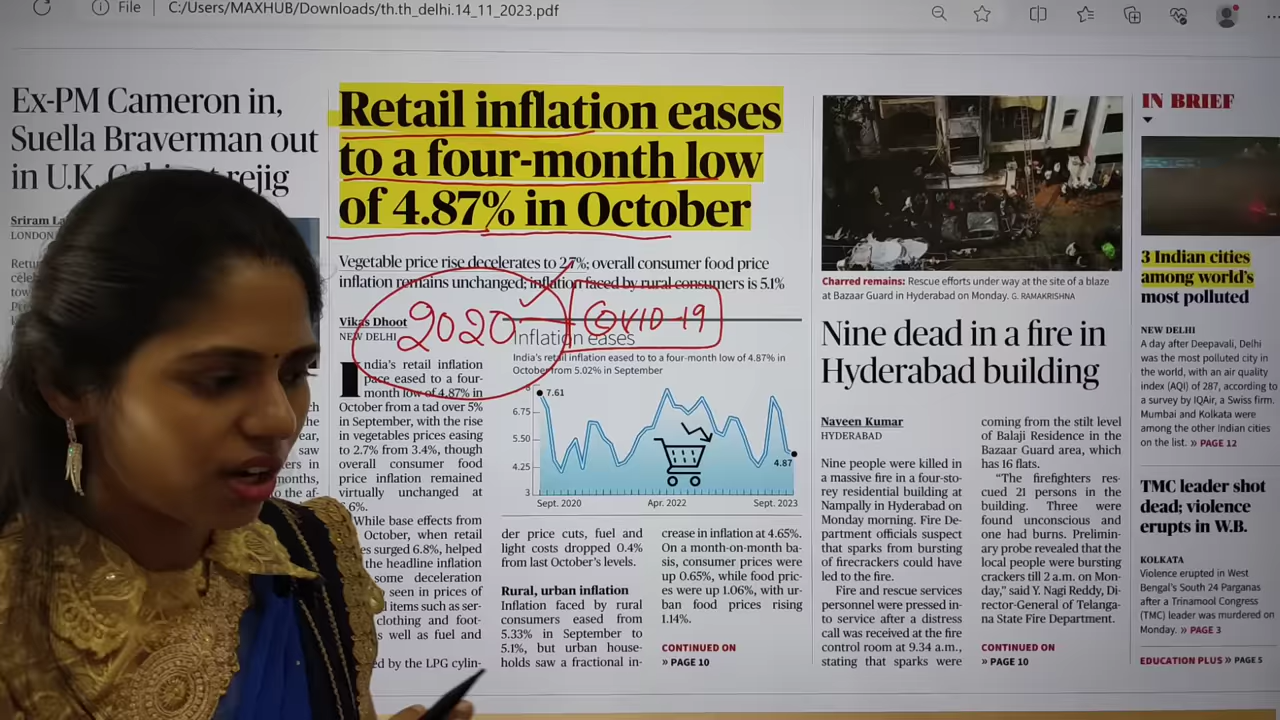 File
C:/Users/MAXHUB/Downloads/th.th_delhi.14_11_2023.pdf
Ex-PM Cameron in,
Suella Braverman out
in U.K. rejig
Sriram
LONDON
Retail inflation eases
to a four-month low
of 4.87% in October
Vegetable price rise decelerates to 2.7%; overall consumer food price
inflation remains unchanged; inflation faced by rural consumers is 5.1%
2020
COVID-19
Vikas Dhoot
NEW DELHI
India's retail inflation
pace eased to a four-
month low of 4.87% in
October from a tad over 5%
in September, with the rise
in vegetables prices easing
to 2.7% from 3.4%, though
overall consumer food
price inflation remained
virtually unchanged at
6.6%.
While base effects from
October, when retail
surged 6.8%, helped
the headline inflation
some deceleration
seen in prices of
items such as ser-
clothing and foot-
as well as fuel and
by the LPG cylin-
Inflation eases
India's retail inflation eased to to a four-month low of 4.87% in
October from 5.02% in September
8
7.61
6.75
5.50
4.25
4.87
3
Sept. 2020
Apr. 2022
Sept. 2023
der price cuts, fuel and
light costs dropped 0.4%
from last October's levels.
Rural, urban inflation
Inflation faced by rural
consumers eased from
5.33% in September to
5.1%, but urban house-
holds saw a fractional in-
crease in inflation at 4.65%.
On a month-on-month ba-
sis, consumer prices were
up 0.65%, while food pric-
es were up 1.06%, with ur-
ban food prices rising
1.14%.
CONTINUED ON
» PAGE 10
Charred remains: Rescue efforts under way at the site of a blaze
at Bazaar Guard in Hyderabad on Monday. G. RAMAKRISHNA
Nine dead in a fire in
Hyderabad building
Naveen Kumar
HYDERABAD
Nine people were killed in
a massive fire in a four-sto-
rey residential building at
Nampally in Hyderabad on
Monday morning. Fire De-
partment officials suspect
that sparks from bursting
of firecrackers could have
led to the fire.
Fire and rescue services
personnel were pressed in-
to service after a distress
call was received at the fire
control room at 9.34 a.m.,
stating that sparks were
coming from the stilt level
of Balaji Residence in the
Bazaar Guard area, which
has 16 flats.
"The firefighters res-
cued 21 persons in the
building. Three were
found unconscious and
one had burns. Prelimin-
ary probe revealed that the
local people were bursting
crackers till 2 a.m. on Mon-
day," said Y. Nagi Reddy, Di-
rector-General of Telanga-
na State Fire Department.
CONTINUED ON
» PAGE 10
IN BRIEF
3 Indian cities
among world's
most polluted
NEW DELHI
A day after Deepavali, Delhi
was the most polluted city in
the world, with an air quality
index (AQI) of 287, according to
a survey by IQAir, a Swiss firm.
Mumbai and Kolkata were
among the other Indian cities
on the list. » PAGE 12
TMC leader shot
dead; violence
erupts in W.B.
KOLKATA
Violence erupted in West
Bengal's South 24 Parganas
after a Trinamool Congress
(TMC) leader was murdered on
Monday. » PAGE 3
EDUCATION PLUS » PAGE 5